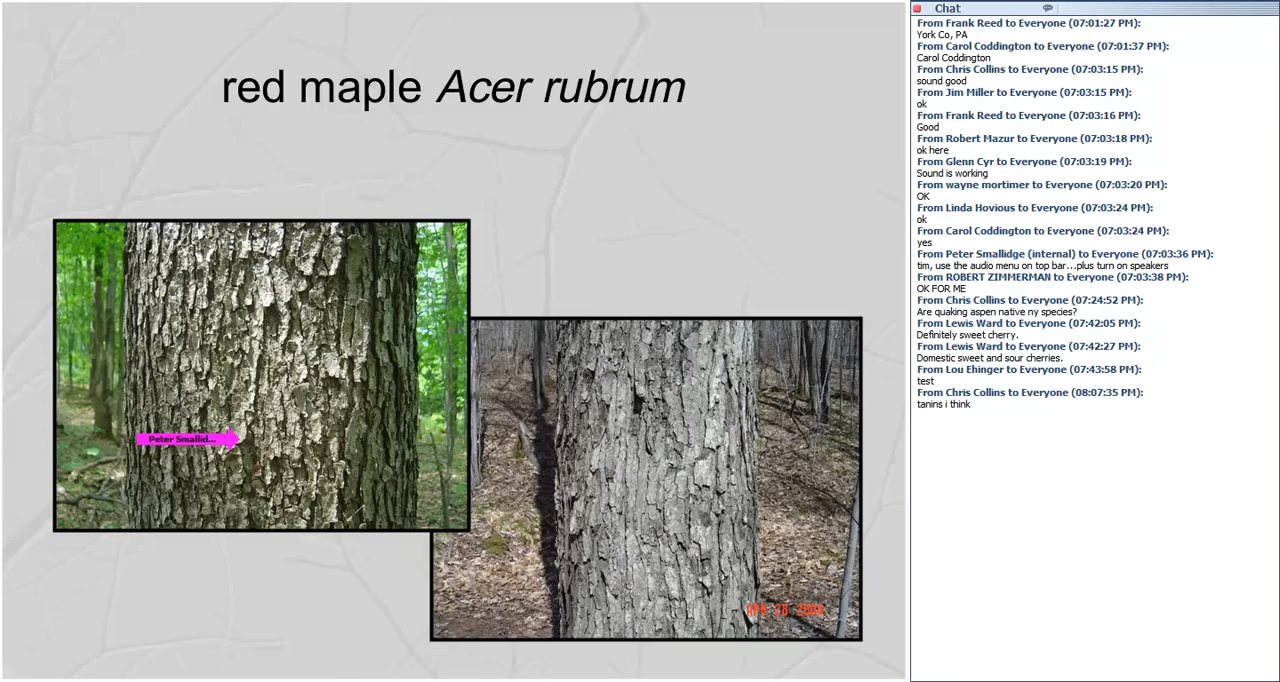 red maple Acer rubrum
Peter Smallid...
APR 20 2008
Chat
From Frank Reed to Everyone (07:01:27 PM):
York Co, PA
From Carol Coddington to Everyone (07:01:37 PM):
Carol Coddington
From Chris Collins to Everyone (07:03:15 PM):
sound good
From Jim Miller to Everyone (07:03:15 PM):
ok
From Frank Reed to Everyone (07:03:16 PM):
Good
From Robert Mazur to Everyone (07:03:18 PM):
ok here
From Glenn Cyr to Everyone (07:03:19 PM):
Sound is working
From wayne mortimer to Everyone (07:03:20 PM):
OK
From Linda Hovious to Everyone (07:03:24 PM):
ok
From Carol Coddington to Everyone (07:03:24 PM):
yes
From Peter Smallidge (internal) to Everyone (07:03:36 PM):
tim, use the audio menu on top bar...plus turn on speakers
From ROBERT ZIMMERMAN to Everyone (07:03:38 PM):
OK FOR ME
From Chris Collins to Everyone (07:24:52 PM):
Are quaking aspen native ny species?
From Lewis Ward to Everyone (07:42:05 PM):
Definitely sweet cherry.
From Lewis Ward to Everyone (07:42:27 PM):
Domestic sweet and sour cherries.
From Lou Ehinger to Everyone (07:43:58 PM):
test
From Chris Collins to Everyone (08:07:35 PM):
tanins i think